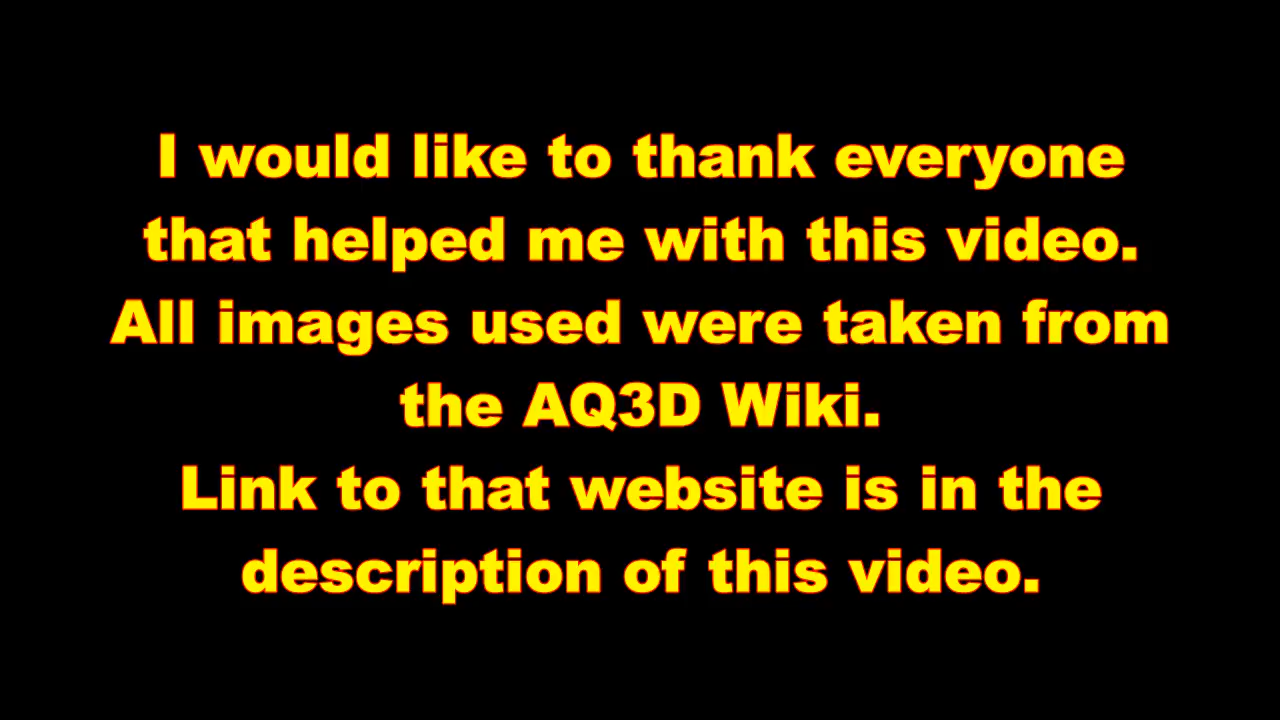 I would like to thank everyone
that helped me with this video.
All images used were taken from
the AQ3D Wiki.
Link to that website is in the
description of this video.